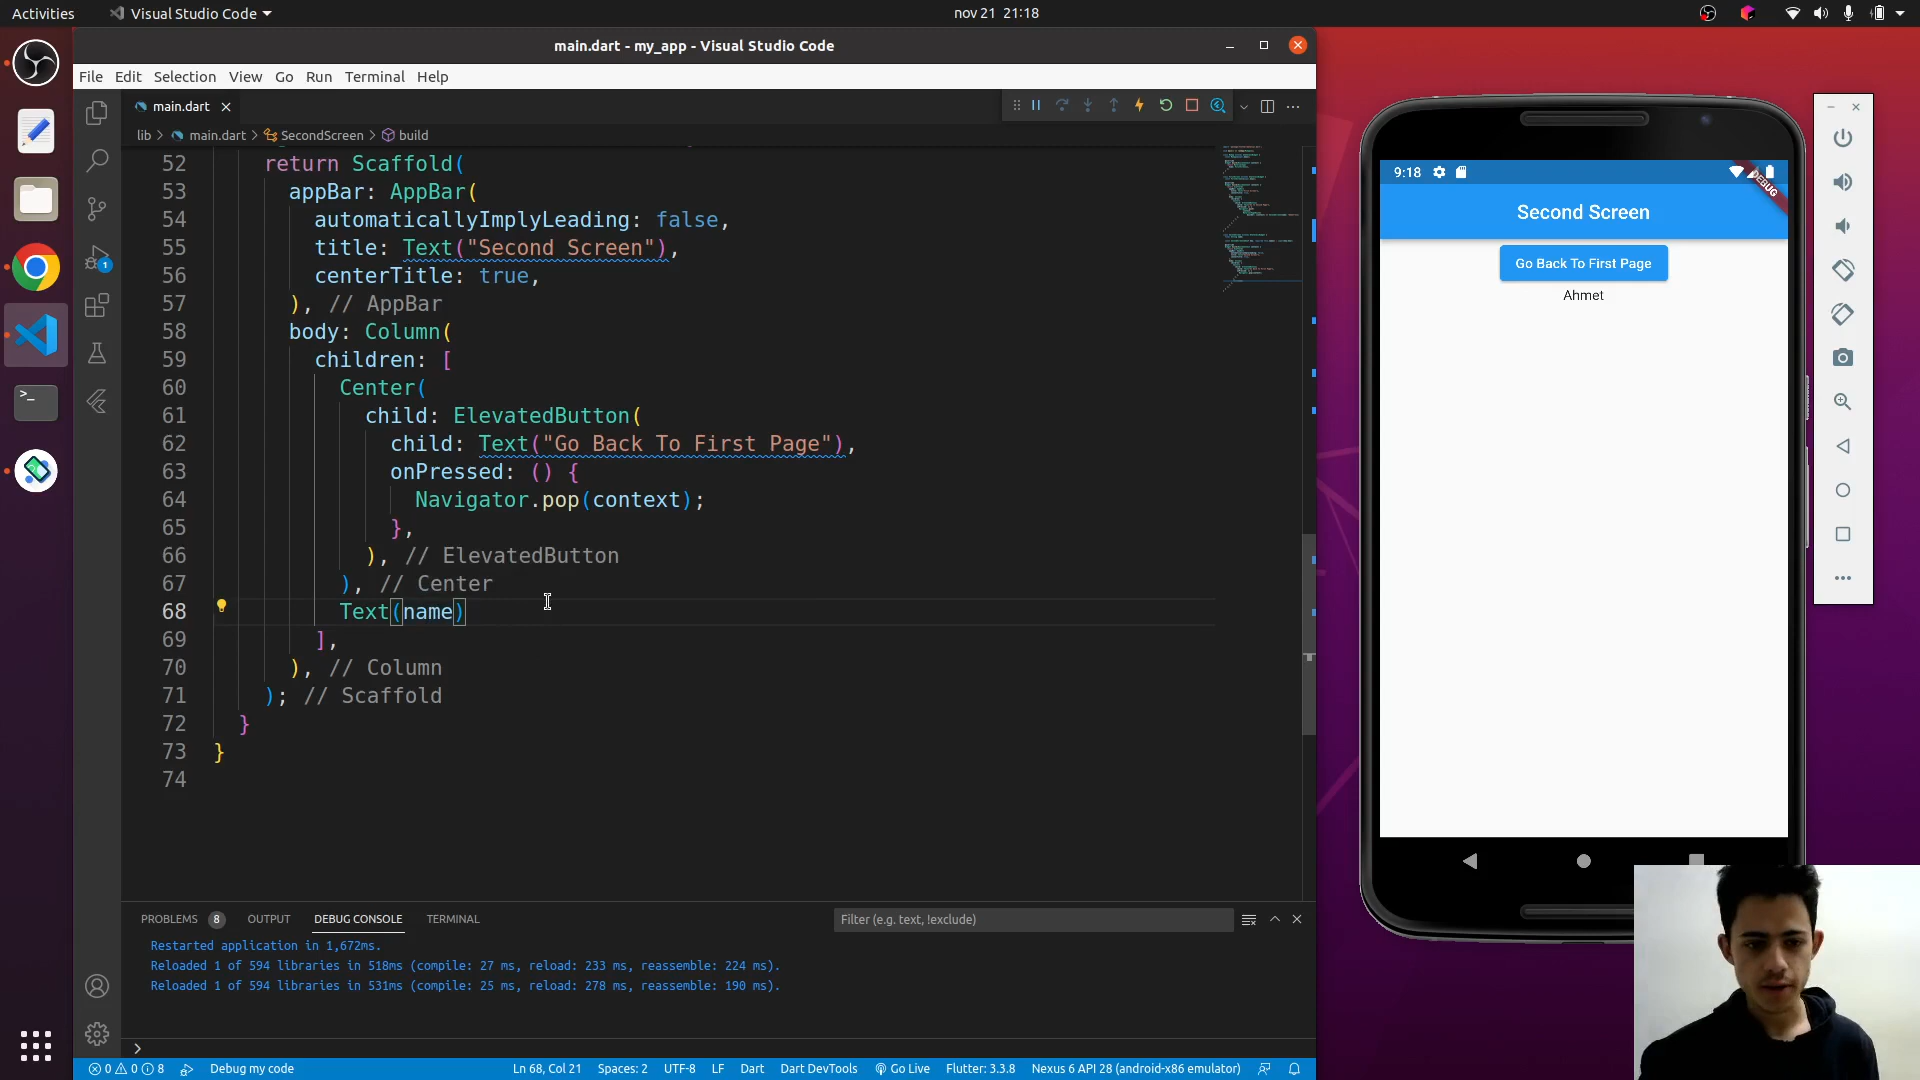 Activities
Visual Studio Code
nov 21 21:18
main.dart - my_app - Visual Studio Code
File Edit Selection View Go Run Terminal Help
main.dart
lib > main.dart > SecondScreen > build
52 return Scaffold(
53 appBar: AppBar(
54 automaticallyImplyLeading: false,
55 title: Text("Second Screen"),
56 centerTitle: true,
57 ), // AppBar
58 body: Column(
59 children: [
60 Center(
61 child: ElevatedButton(
62 child: Text("Go Back To First Page"),
63 onPressed: () {
64 Navigator.pop(context);
65 },
66 ), // ElevatedButton
67 ), // Center
68 Text(name)
69 ],
70 ), // Column
71 ); // Scaffold
72 }
73 }
74
1
PROBLEMS 8 OUTPUT DEBUG CONSOLE TERMINAL
Filter (e.g. text, !exclude)
Restarted application in 1,672ms.
Reloaded 1 of 594 libraries in 518ms (compile: 27 ms, reload: 233 ms, reassemble: 224 ms).
Reloaded 1 of 594 libraries in 531ms (compile: 25 ms, reload: 278 ms, reassemble: 190 ms).
>
0 0 8 Debug my code Ln 68, Col 21 Spaces: 2 UTF-8 LF Dart Dart DevTools Go Live Flutter: 3.3.8 Nexus 6 API 28 (android-x86 emulator)
9:18
DEBUG
Second Screen
Go Back To First Page
Ahmet